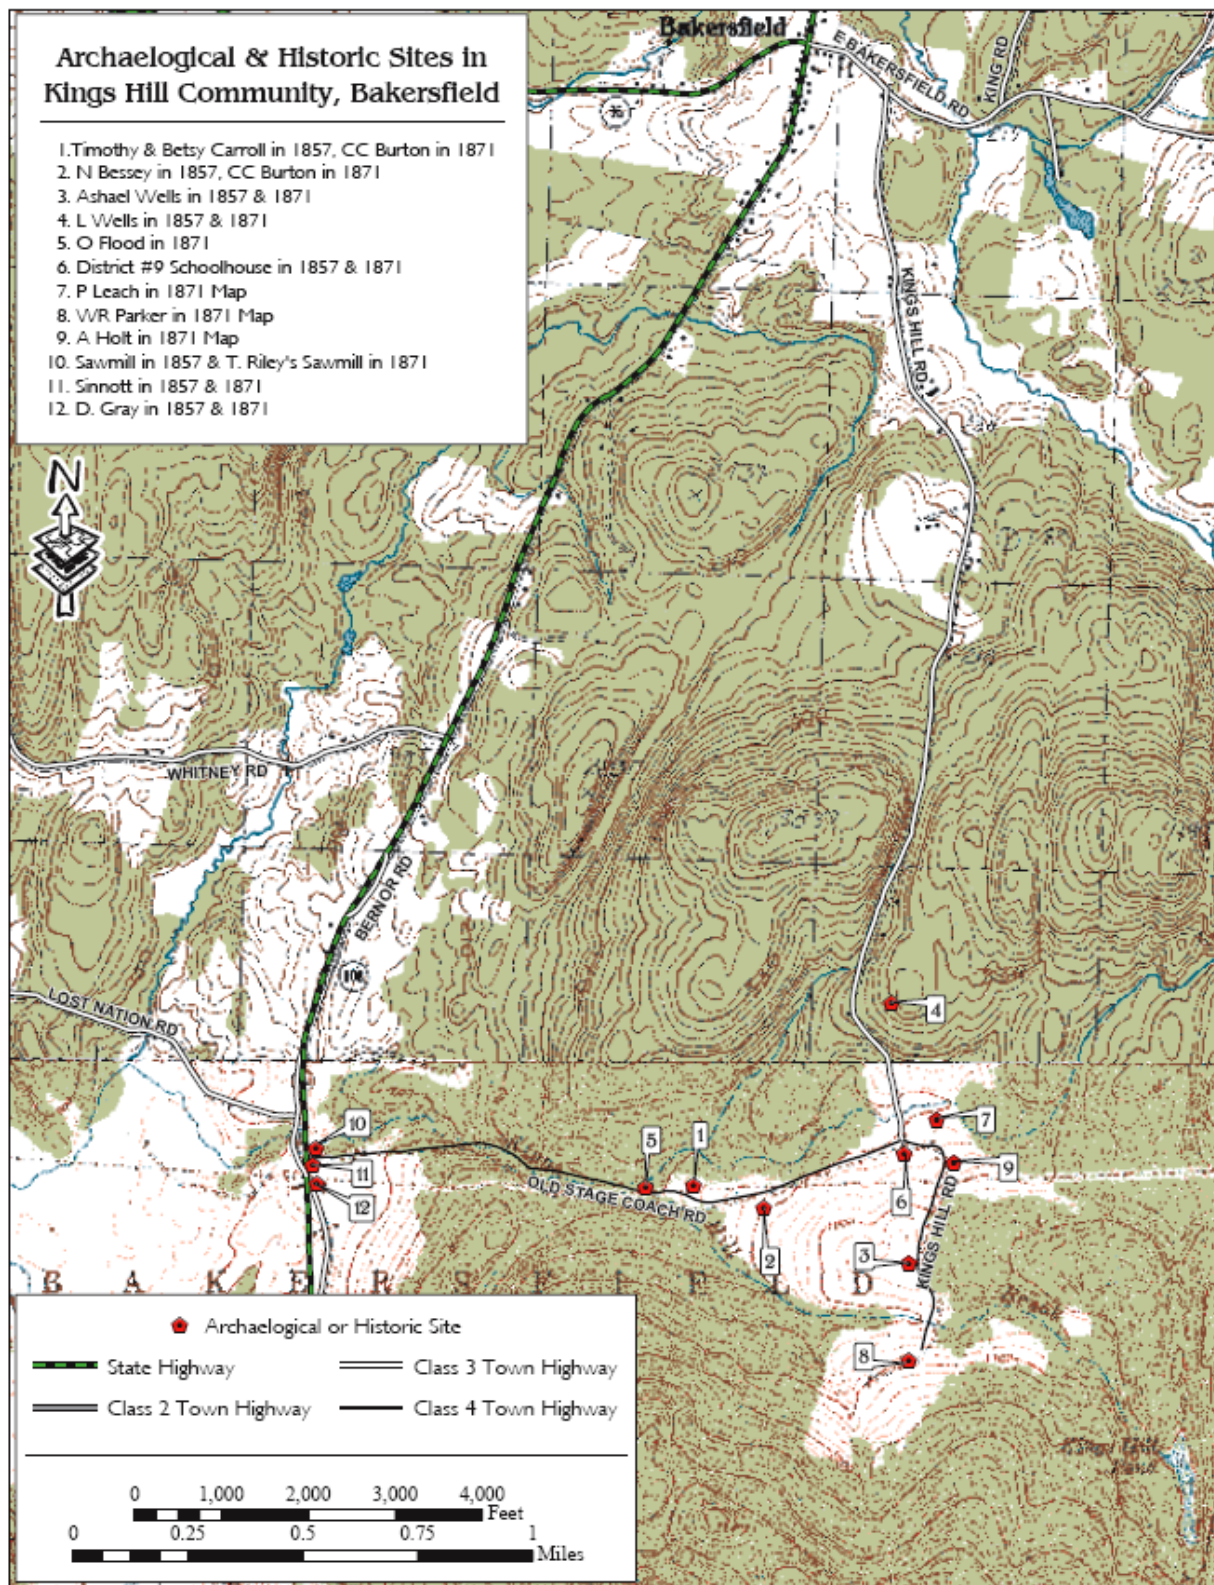 Bakersfield
Archaelogical & Historic Sites in
Kings Hill Community, Bakersfield
1.Timothy & Betsy Carroll in 1857, CC Burton in 1871
2. N Bessey in 1857, CC Burton in 1871
3. Ashael Wells in 1857 & 1871
4. L Wells in 1857 & 1871
5. O Flood in 1871
6. District #9 Schoolhouse in 1857 & 1871
7. P Leach in 1871 Map
8. WR Parker in 1871 Map
9. A Holt in 1871 Map
10. Sawmill in 1857 & T. Riley's Sawmill in 1871
11. Sinnott in 1857 & 1871
12. D. Gray in 1857 & 1871
E BAKERSFIELD RD
KING RD
KINGS HILL RD
N
WHITNEY RD
BERNOR RD
108
LOST NATION RD
4
10
11
12
5
1
7
9
6
2
3
8
OLD STAGE COACH RD
KINGS HILL RD
BAKERSFIELD
Archaelogical or Historic Site
State Highway
Class 3 Town Highway
Class 2 Town Highway
Class 4 Town Highway
0 1,000 2,000 3,000 4,000
Feet
0 0.25 0.5 0.75 1
Miles